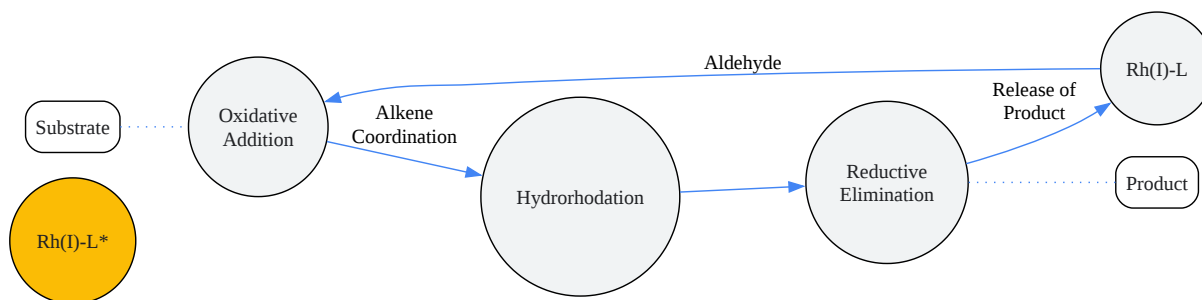 Aldehyde
Rh(I)-L
Release of
Product
Substrate
Oxidative
Addition
Alkene
Coordination
Hydrorhodation
Reductive
Elimination
Product
Rh(I)-L*